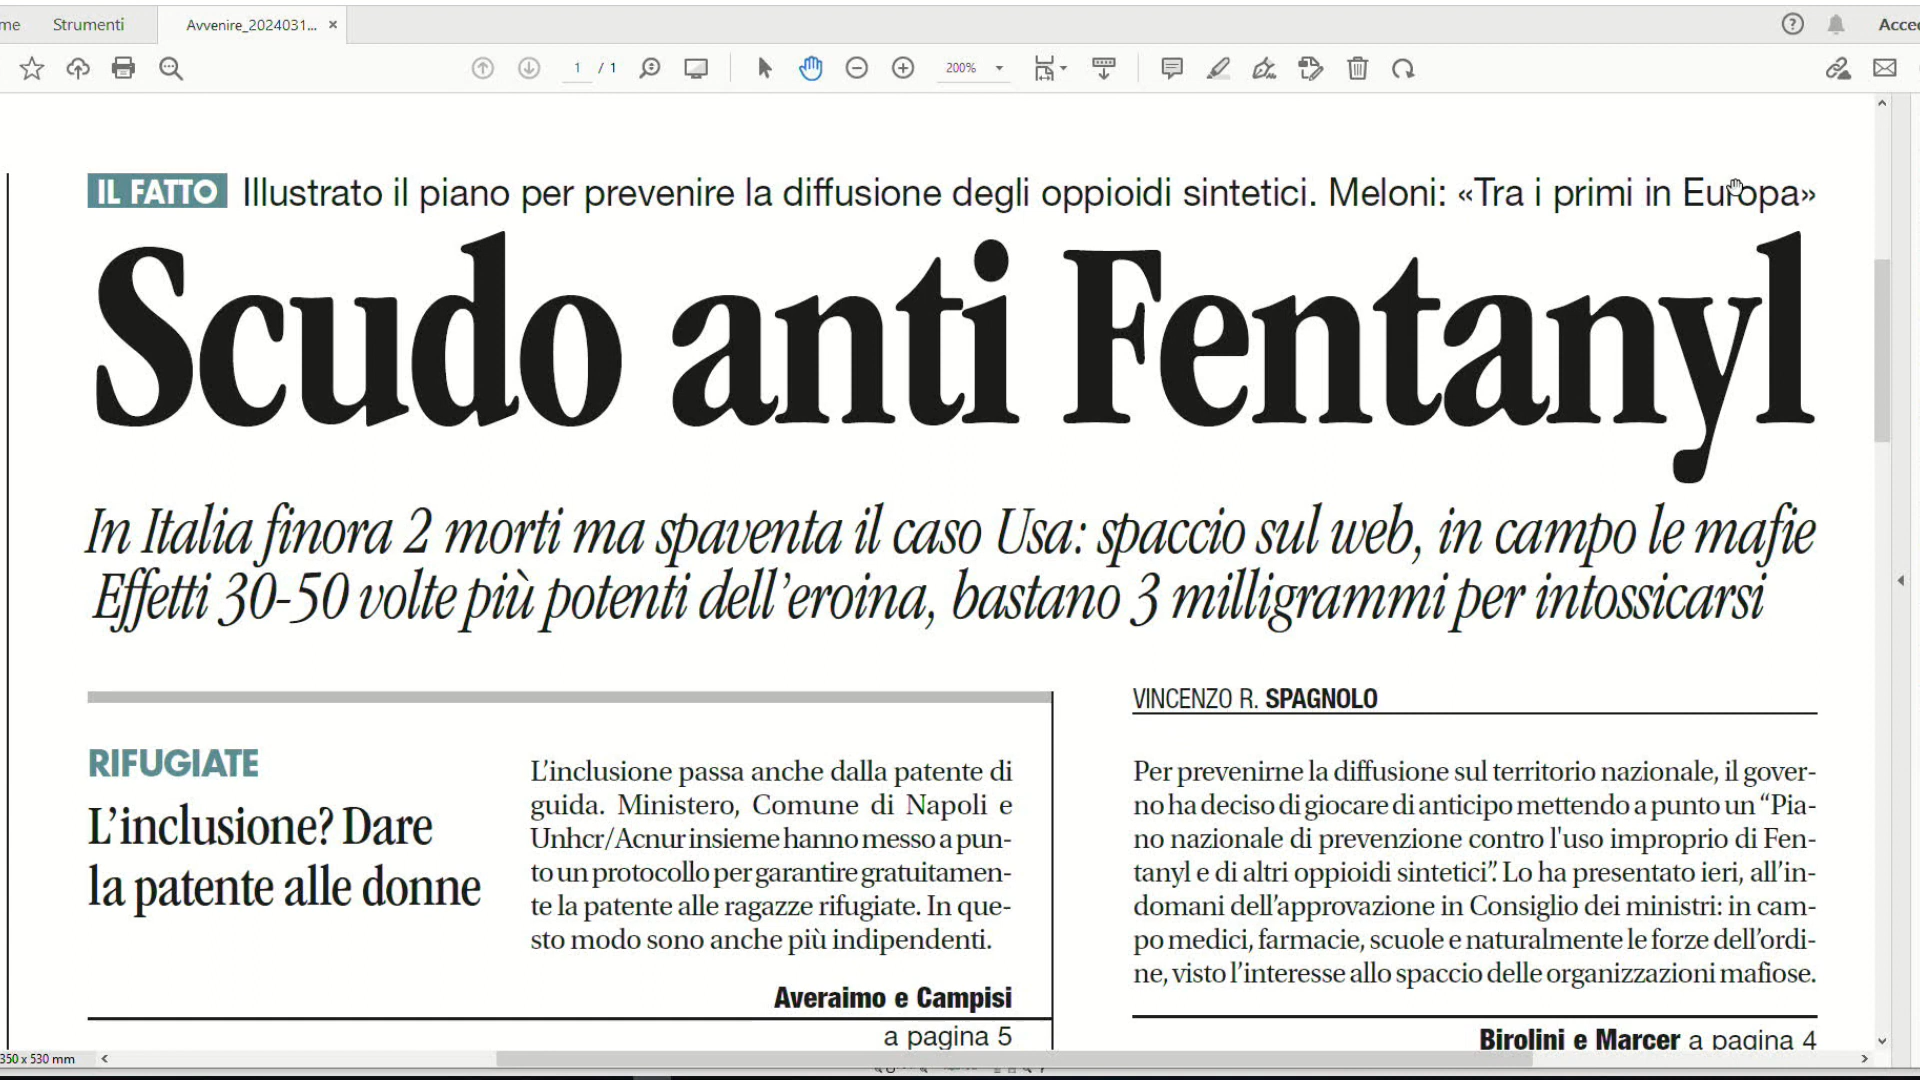 Strumenti
Avvenire_2024031... ×
1 / 1
200%
IL FATTO Illustrato il piano per prevenire la diffusione degli oppioidi sintetici. Meloni: «Tra i primi in Europa»
Scudo anti Fentanyl
In Italia finora 2 morti ma spaventa il caso Usa: spaccio sul web, in campo le mafie
Effetti 30-50 volte più potenti dell'eroina, bastano 3 milligrammi per intossicarsi
RIFUGIATE
L'inclusione? Dare
la patente alle donne
L'inclusione passa anche dalla patente di
guida. Ministero, Comune di Napoli e
Unhcr/Acnur insieme hanno messo a pun-
to un protocollo per garantire gratuitamen-
te la patente alle ragazze rifugiate. In que-
sto modo sono anche più indipendenti.
Averaimo e Campisi
a pagina 5
VINCENZO R. SPAGNOLO
Per prevenirne la diffusione sul territorio nazionale, il gover-
no ha deciso di giocare di anticipo mettendo a punto un “Pia-
no nazionale di prevenzione contro l'uso improprio di Fen-
tanyl e di altri oppioidi sintetici”. Lo ha presentato ieri, all'in-
domani dell'approvazione in Consiglio dei ministri: in cam-
po medici, farmacie, scuole e naturalmente le forze dell'ordi-
ne, visto l'interesse allo spaccio delle organizzazioni mafiose.
Birolini e Marcer a pagina 4
350 x 530 mm